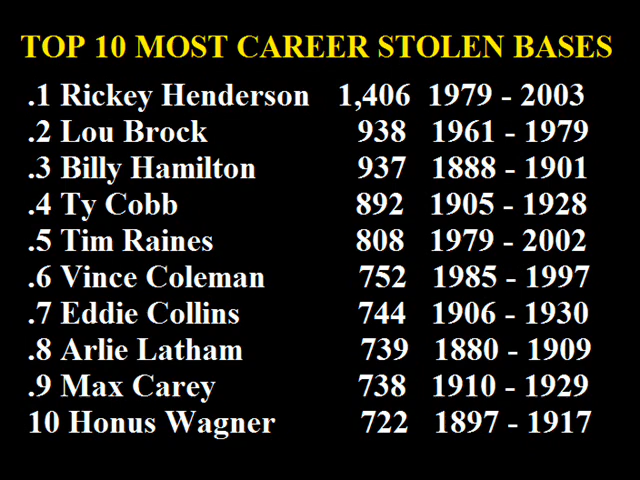 TOP 10 MOST CAREER STOLEN BASES
.1 Rickey Henderson 1,406 1979 - 2003
.2 Lou Brock 938 1961 - 1979
.3 Billy Hamilton 937 1888 - 1901
.4 Ty Cobb 892 1905 - 1928
.5 Tim Raines 808 1979 - 2002
.6 Vince Coleman 752 1985 - 1997
.7 Eddie Collins 744 1906 - 1930
.8 Arlie Latham 739 1880 - 1909
.9 Max Carey 738 1910 - 1929
10 Honus Wagner 722 1897 - 1917